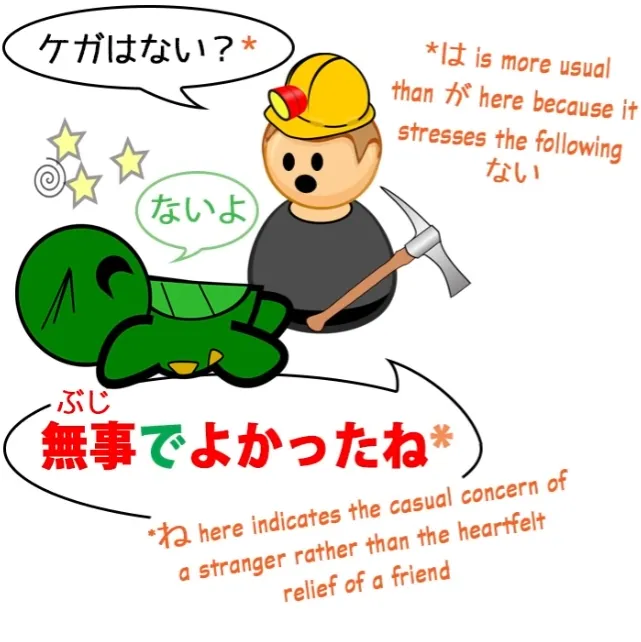 ケガはない？*
*は is more usual
than が here because it
stresses the following
ない
ないよ
ぶじ
無事でよかったね*
*ね here indicates the casual concern of
a stranger rather than the heartfelt
relief of a friend